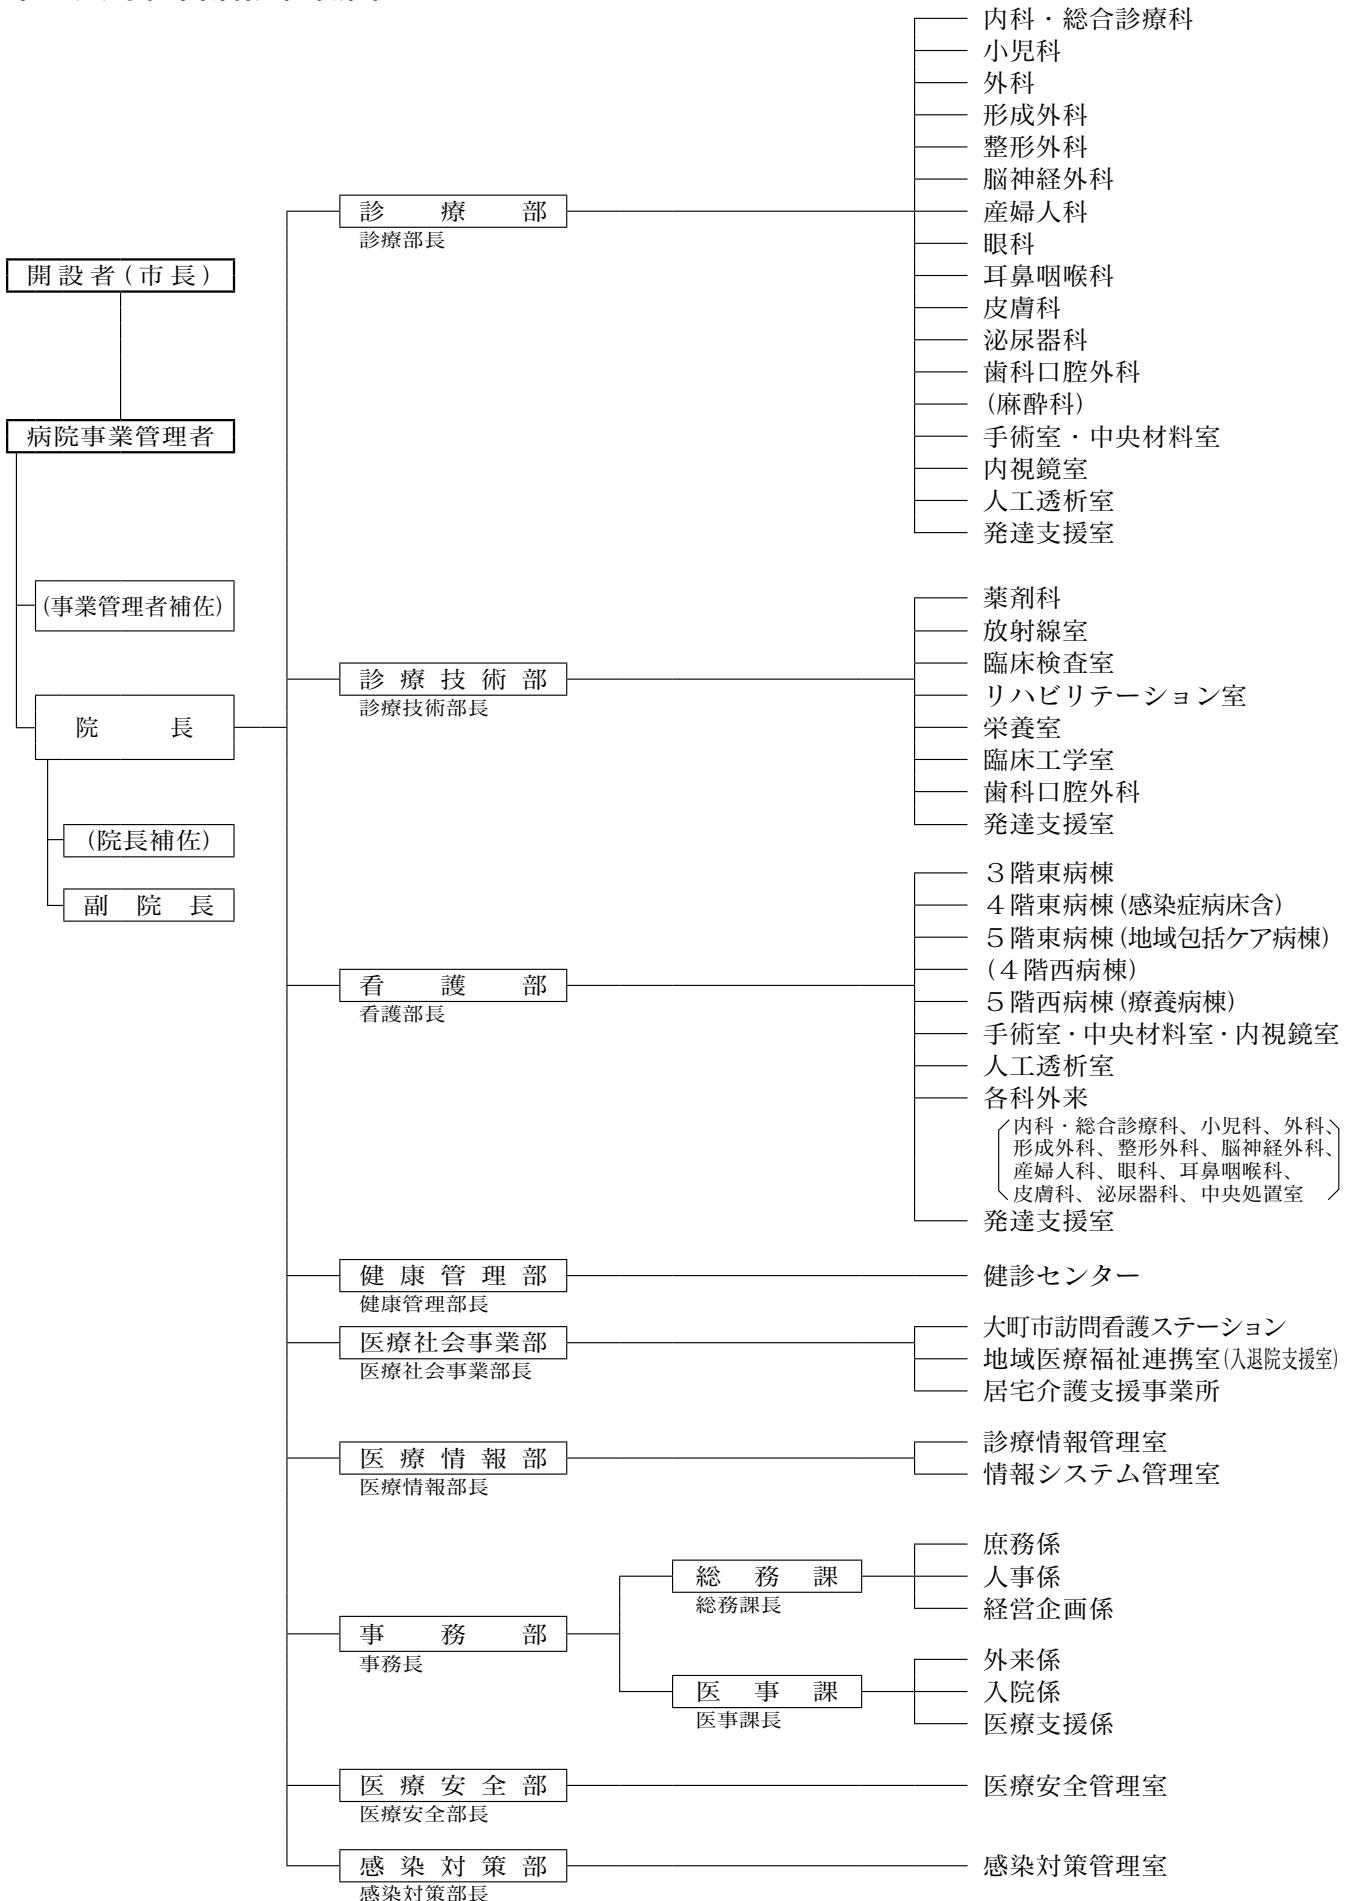 開設者(市長)
病院事業管理者
(事業管理者補佐)
院長
(院長補佐)
副院長
診療部
診療部長
内科・総合診療科
小児科
外科
形成外科
整形外科
脳神経外科
産婦人科
眼科
耳鼻咽喉科
皮膚科
泌尿器科
歯科口腔外科
(麻酔科)
手術室・中央材料室
内視鏡室
人工透析室
発達支援室
診療技術部
診療技術部長
薬剤科
放射線室
臨床検査室
リハビリテーション室
栄養室
臨床工学室
歯科口腔外科
発達支援室
看護部
看護部長
3階東病棟
4階東病棟(感染症病床含)
5階東病棟(地域包括ケア病棟)
(4階西病棟)
5階西病棟(療養病棟)
手術室・中央材料室・内視鏡室
人工透析室
各科外来
内科・総合診療科、小児科、外科、
形成外科、整形外科、脳神経外科、
産婦人科、眼科、耳鼻咽喉科、
皮膚科、泌尿器科、中央処置室
発達支援室
健康管理部
健康管理部長
健診センター
医療社会事業部
医療社会事業部長
大町市訪問看護ステーション
地域医療福祉連携室(入退院支援室)
居宅介護支援事業所
医療情報部
医療情報部長
診療情報管理室
情報システム管理室
事務部
事務長
総務課
総務課長
庶務係
人事係
経営企画係
医事課
医事課長
外来係
入院係
医療支援係
医療安全部
医療安全部長
医療安全管理室
感染対策部
感染対策部長
感染対策管理室